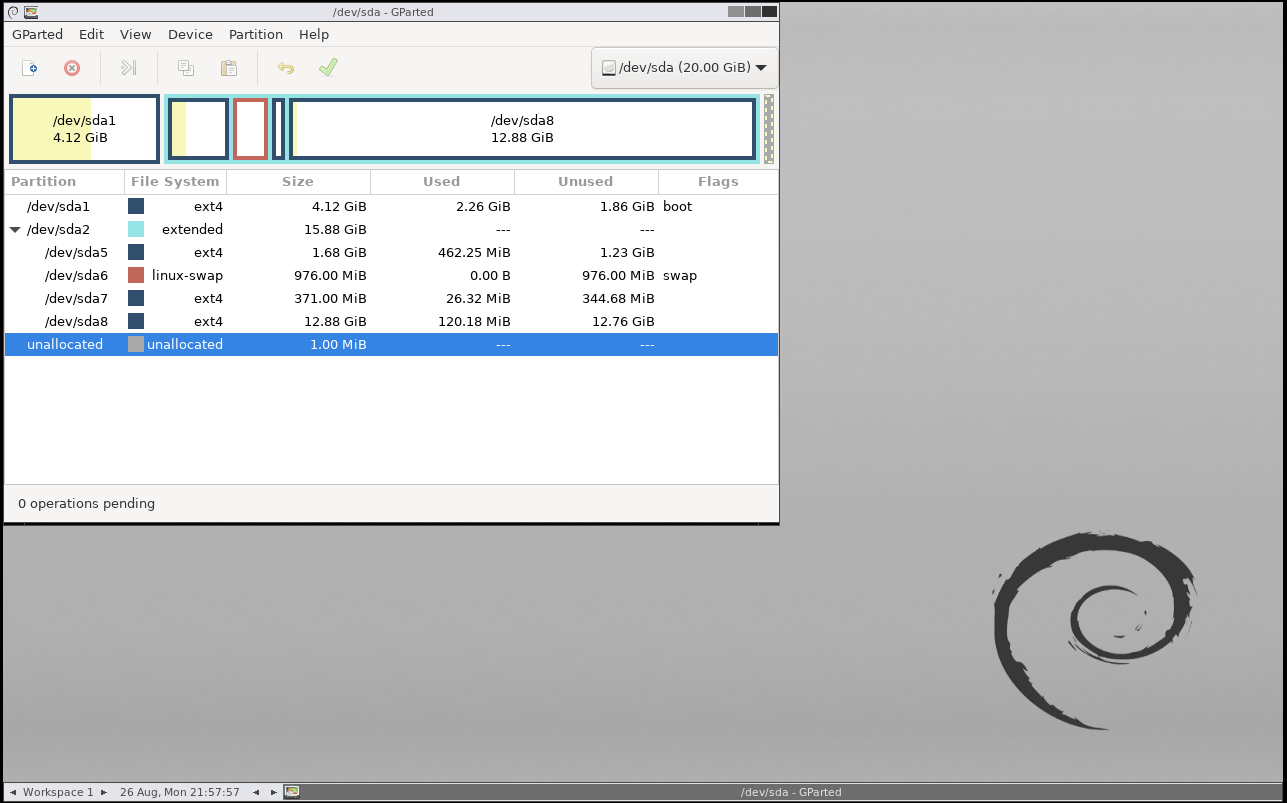 /dev/sda - GParted
GParted Edit View Device Partition Help
/dev/sda (20.00 GiB)
/dev/sda1
4.12 GiB
/dev/sda8
12.88 GiB
Partition File System Size Used Unused Flags
/dev/sda1 ext4 4.12 GiB 2.26 GiB 1.86 GiB boot
/dev/sda2 extended 15.88 GiB --- ---
/dev/sda5 ext4 1.68 GiB 462.25 MiB 1.23 GiB
/dev/sda6 linux-swap 976.00 MiB 0.00 B 976.00 MiB swap
/dev/sda7 ext4 371.00 MiB 26.32 MiB 344.68 MiB
/dev/sda8 ext4 12.88 GiB 120.18 MiB 12.76 GiB
unallocated unallocated 1.00 MiB --- ---
0 operations pending
Workspace 1 26 Aug, Mon 21:57:57 /dev/sda - GParted